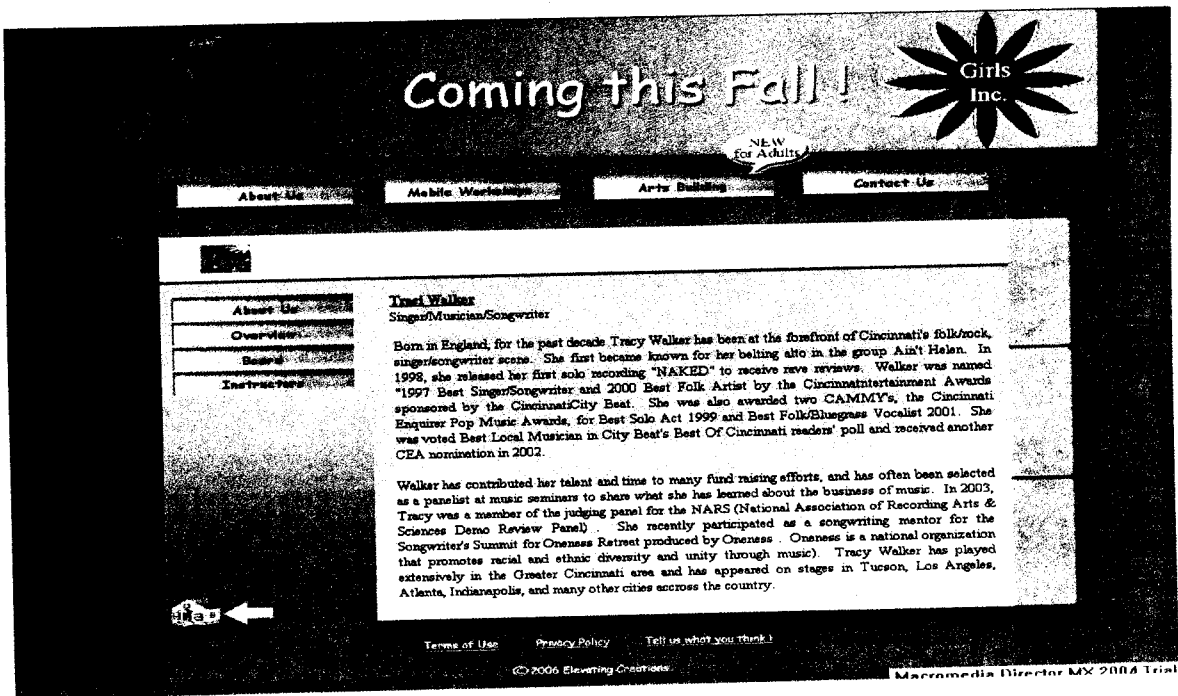 Coming this Fall !
Girls
Inc.
NEW
for Adults
About Us
Mobile Workshops
Arts Building
Contact Us
About Us
Overview
Board
Instructors
Traci Walker
Singer/Musician/Songwriter
Born in England, for the past decade Tracy Walker has been at the forefront of Cincinnati's folk/rock,
singer/songwriter scene. She first became known for her belting alto in the group Ain't Helen. In
1998, she released her first solo recording "NAKED" to receive rave reviews. Walker was named
"1997 Best Singer/Songwriter and 2000 Best Folk Artist by the Cincinnatntertainment Awards
sponsored by the CincinnatiCity Beat. She was also awarded two CAMMY's, the Cincinnati
Enquirer Pop Music Awards, for Best Solo Act 1999 and Best Folk/Bluegrass Vocalist 2001. She
was voted Best Local Musician in City Beat's Best Of Cincinnati readers' poll and received another
CEA nomination in 2002.
Walker has contributed her talent and time to many fund raising efforts, and has often been selected
as a panelist at music seminars to share what she has learned about the business of music. In 2003,
Tracy was a member of the judging panel for the NARS (National Association of Recording Arts &
Sciences Demo Review Panel) . She recently participated as a songwriting mentor for the
Songwriter's Summit for Oneness Retreat produced by Oneness . Oneness is a national organization
that promotes racial and ethnic diversity and unity through music). Tracy Walker has played
extensively in the Greater Cincinnati area and has appeared on stages in Tucson, Los Angeles,
Atlanta, Indianapolis, and many other cities accross the country.
Terms of Use
Privacy Policy
Tell us what you think !
© 2006 Elevating Creations
Macromedia Director MX 2004 Trial